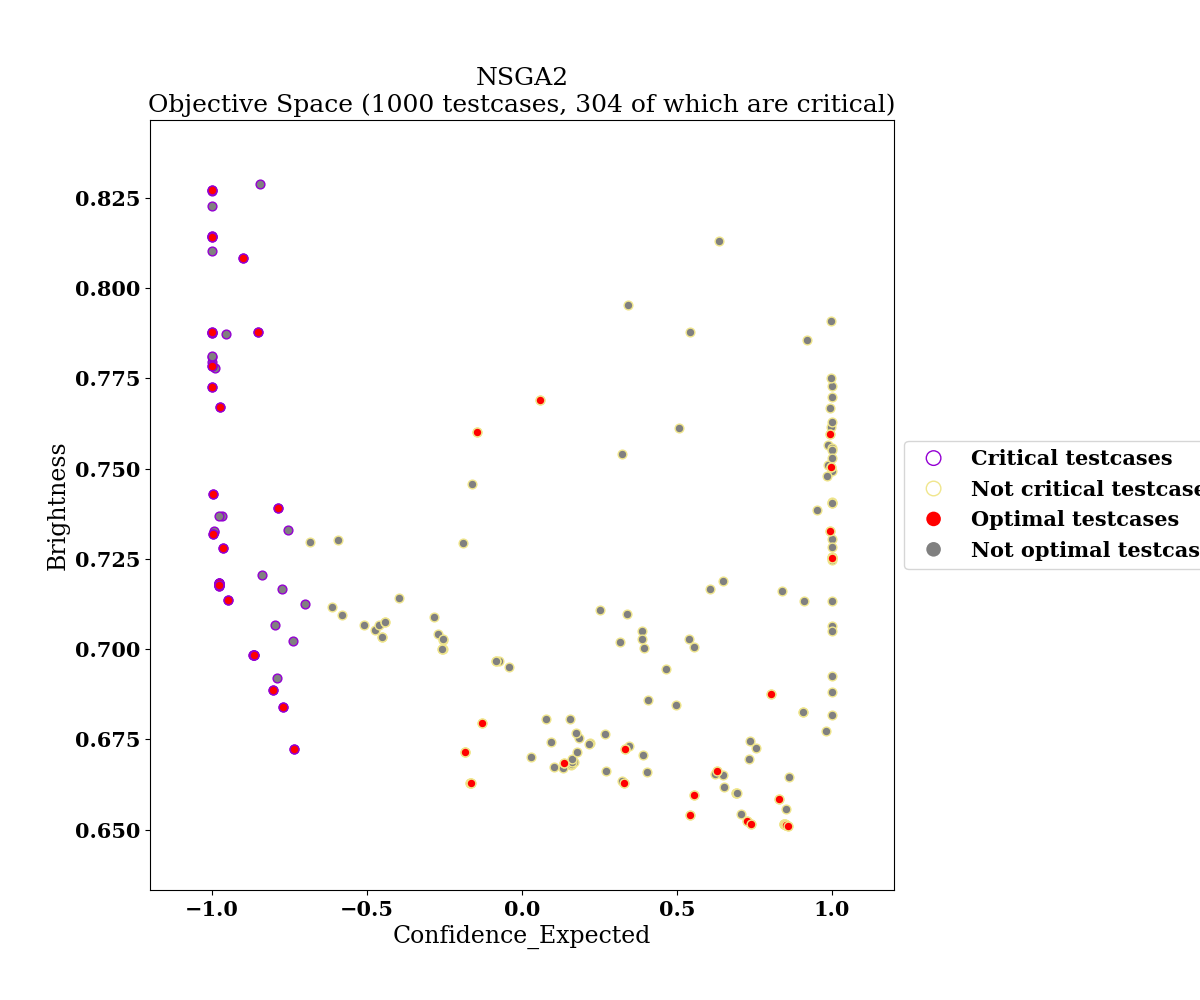 NSGA2
Objective Space (1000 testcases, 304 of which are critical)
0.825
0.800
0.775
0.750
0.725
0.700
0.675
0.650
Brightness
−1.0
−0.5
0.0
0.5
1.0
Confidence_Expected
Critical testcases
Not critical testcase
Optimal testcases
Not optimal testcas